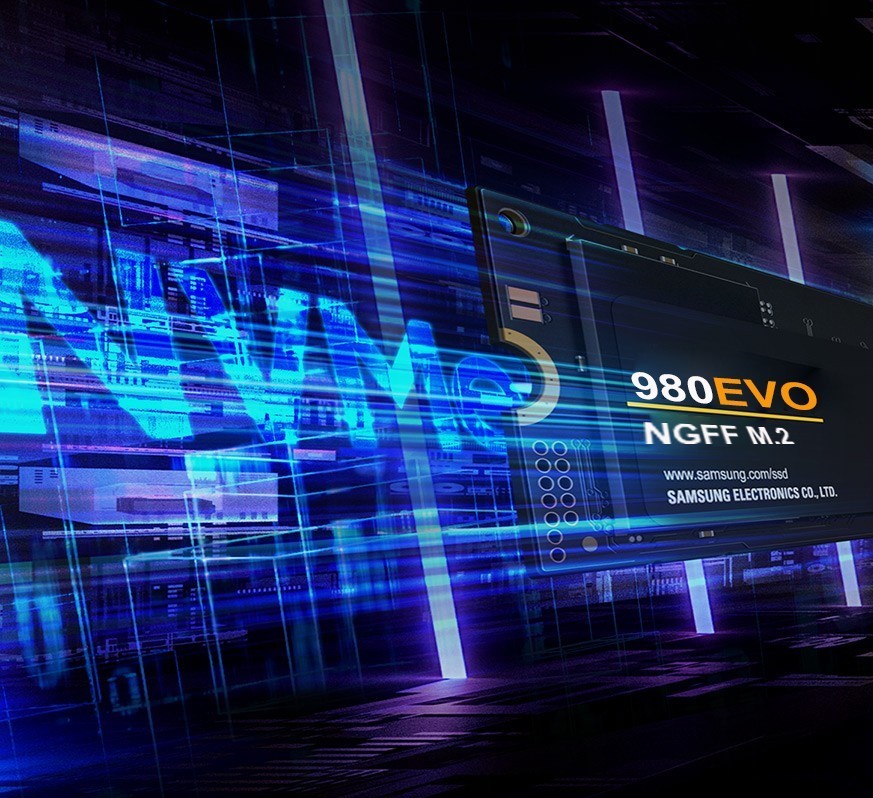 NVMe
980EVO
NGFF M.2
www.samsung.com/ssd
SAMSUNG ELECTRONICS CO., LTD.